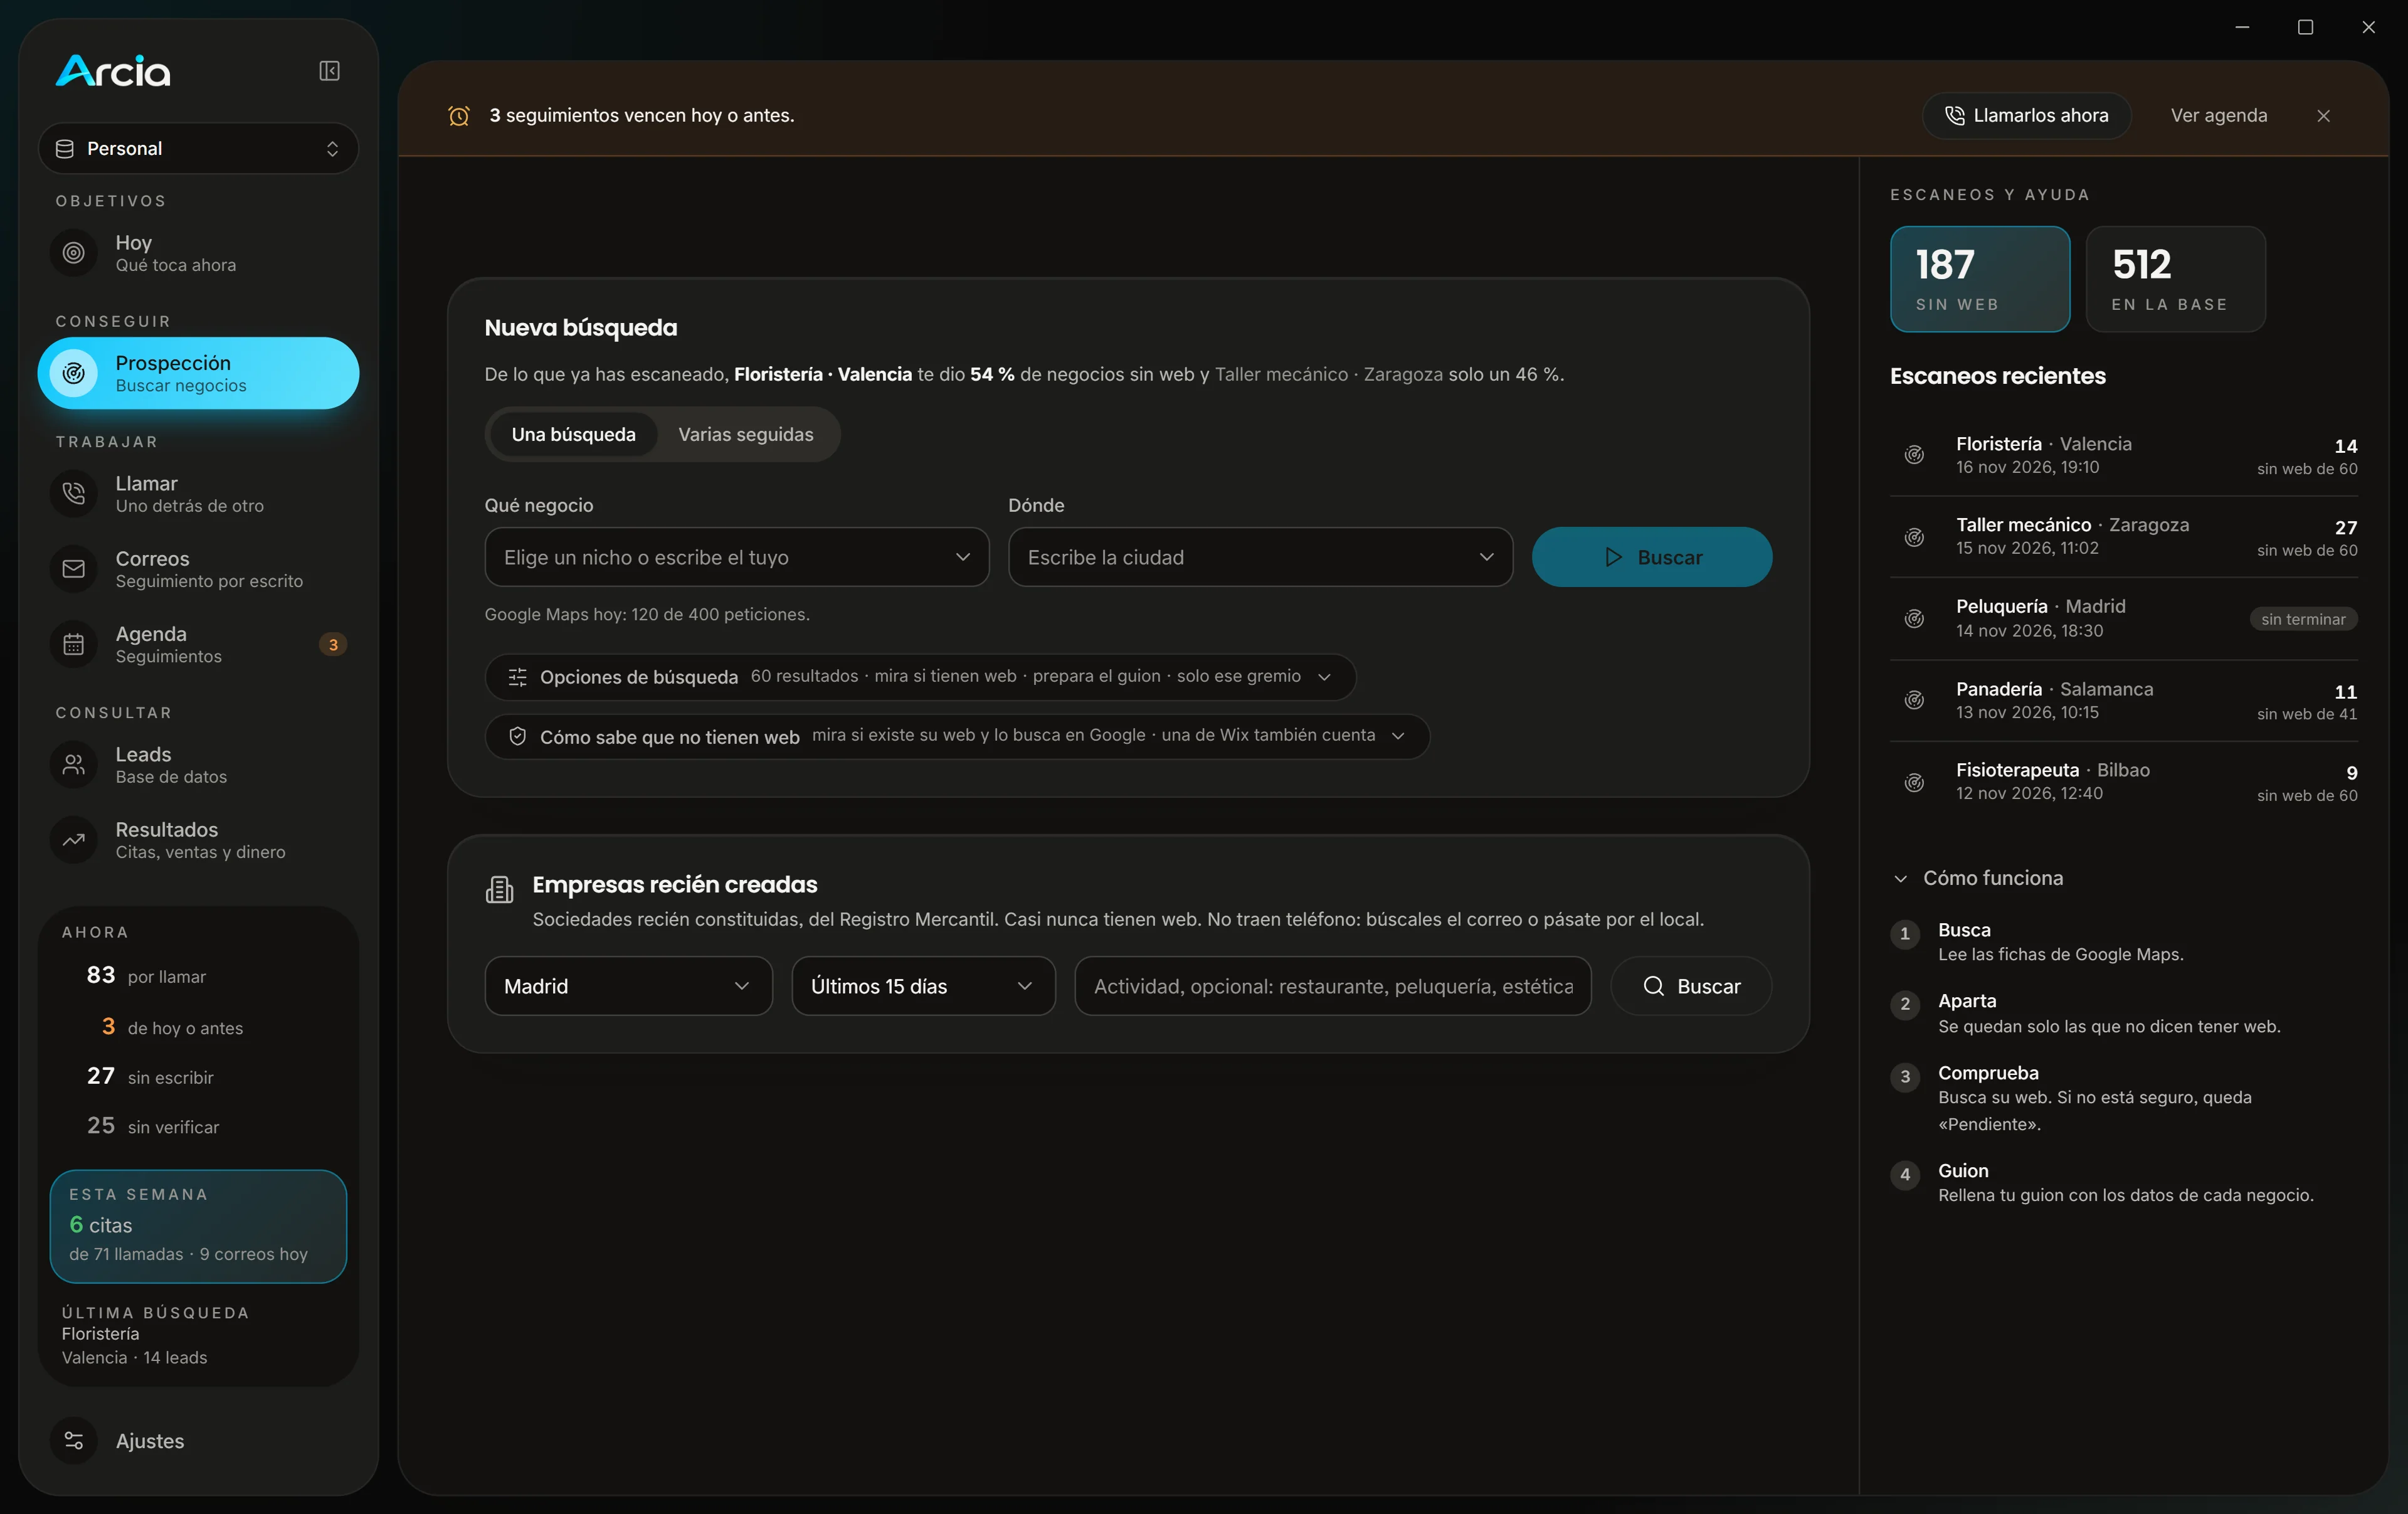 Arcia
Personal
OBJETIVOS
Hoy
Qué toca ahora
CONSEGUIR
Prospección
Buscar negocios
TRABAJAR
Llamar
Uno detrás de otro
Correos
Seguimiento por escrito
Agenda
Seguimientos
3
CONSULTAR
Leads
Base de datos
Resultados
Citas, ventas y dinero
AHORA
83 por llamar
3 de hoy o antes
27 sin escribir
25 sin verificar
ESTA SEMANA
6 citas
de 71 llamadas · 9 correos hoy
ÚLTIMA BÚSQUEDA
Floristería
Valencia · 14 leads
Ajustes
3 seguimientos vencen hoy o antes.
Llamarlos ahora
Ver agenda
Nueva búsqueda
De lo que ya has escaneado, Floristería · Valencia te dio 54 % de negocios sin web y Taller mecánico · Zaragoza solo un 46 %.
Una búsqueda
Varias seguidas
Qué negocio
Dónde
Elige un nicho o escribe el tuyo
Escribe la ciudad
Buscar
Google Maps hoy: 120 de 400 peticiones.
Opciones de búsqueda 60 resultados · mira si tienen web · prepara el guion · solo ese gremio
Cómo sabe que no tienen web mira si existe su web y lo busca en Google · una de Wix también cuenta
Empresas recién creadas
Sociedades recién constituidas, del Registro Mercantil. Casi nunca tienen web. No traen teléfono: búscales el correo o pásate por el local.
Madrid
Últimos 15 días
Actividad, opcional: restaurante, peluquería, estética
Buscar
ESCANEOS Y AYUDA
187
SIN WEB
512
EN LA BASE
Escaneos recientes
Floristería · Valencia
16 nov 2026, 19:10
14
sin web de 60
Taller mecánico · Zaragoza
15 nov 2026, 11:02
27
sin web de 60
Peluquería · Madrid
14 nov 2026, 18:30
sin terminar
Panadería · Salamanca
13 nov 2026, 10:15
11
sin web de 41
Fisioterapeuta · Bilbao
12 nov 2026, 12:40
9
sin web de 60
Cómo funciona
1
Busca
Lee las fichas de Google Maps.
2
Aparta
Se quedan solo las que no dicen tener web.
3
Comprueba
Busca su web. Si no está seguro, queda
«Pendiente».
4
Guion
Rellena tu guion con los datos de cada negocio.